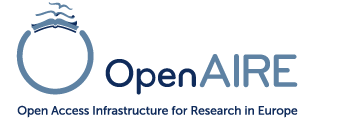 OpenAIRE
Open Access Infrastructure for Research in Europe